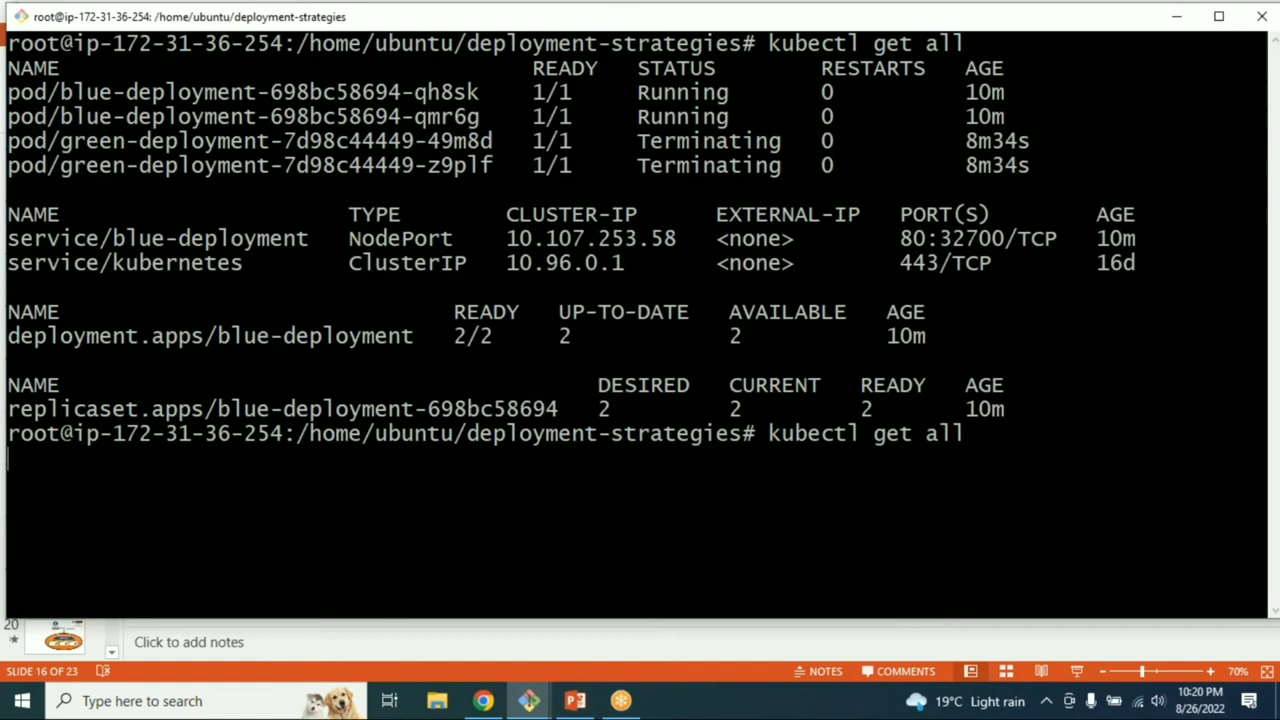 root@ip-172-31-36-254: /home/ubuntu/deployment-strategies
root@ip-172-31-36-254:/home/ubuntu/deployment-strategies# kubectl get all
NAME READY STATUS RESTARTS AGE
pod/blue-deployment-698bc58694-qh8sk 1/1 Running 0 10m
pod/blue-deployment-698bc58694-qmr6g 1/1 Running 0 10m
pod/green-deployment-7d98c44449-49m8d 1/1 Terminating 0 8m34s
pod/green-deployment-7d98c44449-z9plf 1/1 Terminating 0 8m34s
NAME TYPE CLUSTER-IP EXTERNAL-IP PORT(S) AGE
service/blue-deployment NodePort 10.107.253.58 <none> 80:32700/TCP 10m
service/kubernetes ClusterIP 10.96.0.1 <none> 443/TCP 16d
NAME READY UP-TO-DATE AVAILABLE AGE
deployment.apps/blue-deployment 2/2 2 2 10m
NAME DESIRED CURRENT READY AGE
replicaset.apps/blue-deployment-698bc58694 2 2 2 10m
root@ip-172-31-36-254:/home/ubuntu/deployment-strategies# kubectl get all
20
Click to add notes
SLIDE 16 OF 23 NOTES COMMENTS 70%
Type here to search 19°C Light rain 10:20 PM
8/26/2022